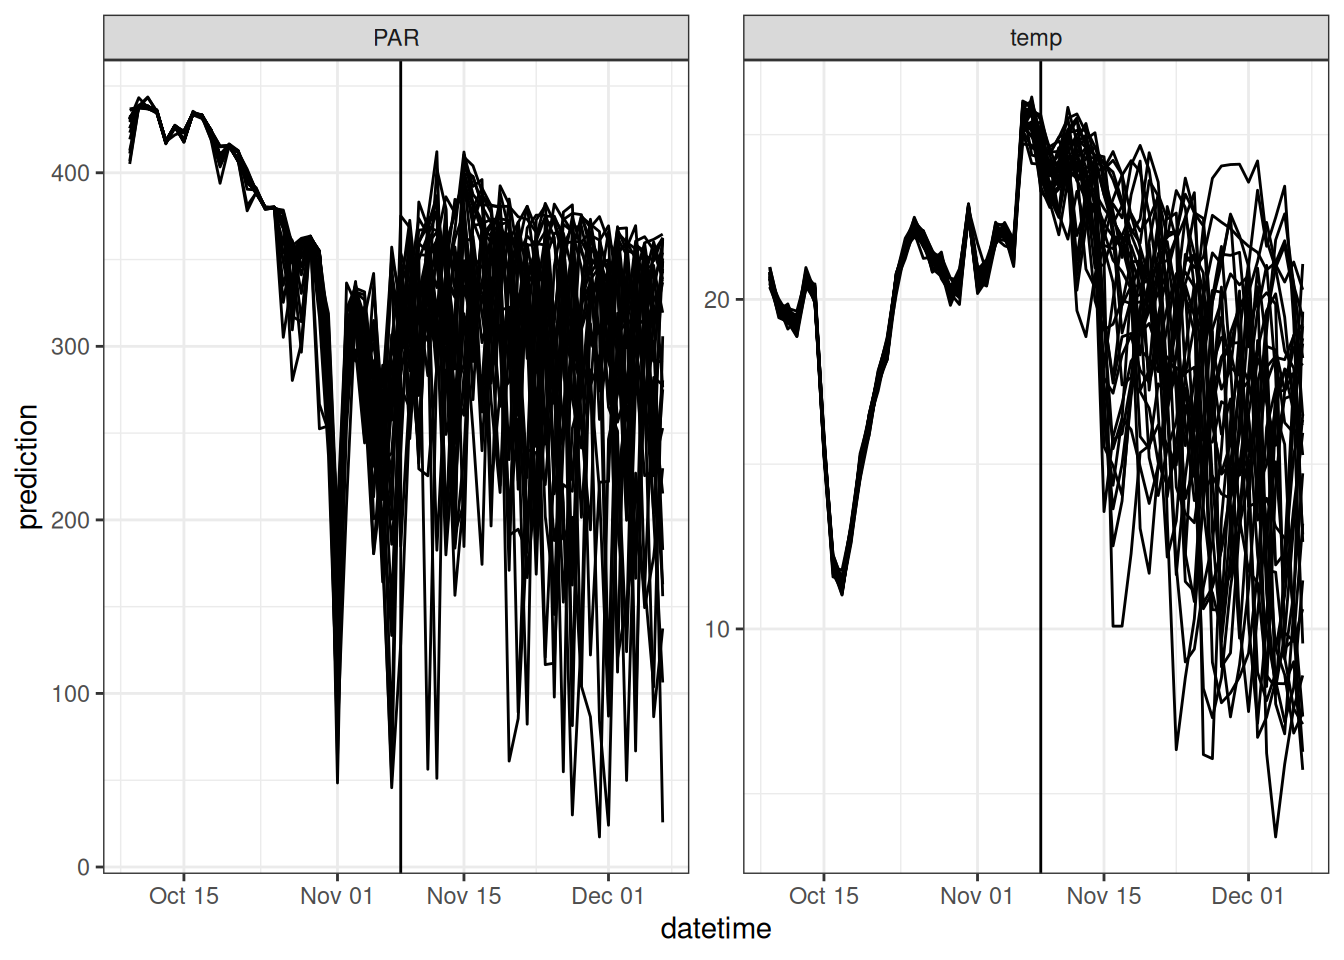 PAR
temp
prediction
400
300
200
100
0
20
10
Oct 15
Nov 01
Nov 15
Dec 01
Oct 15
Nov 01
Nov 15
Dec 01
datetime